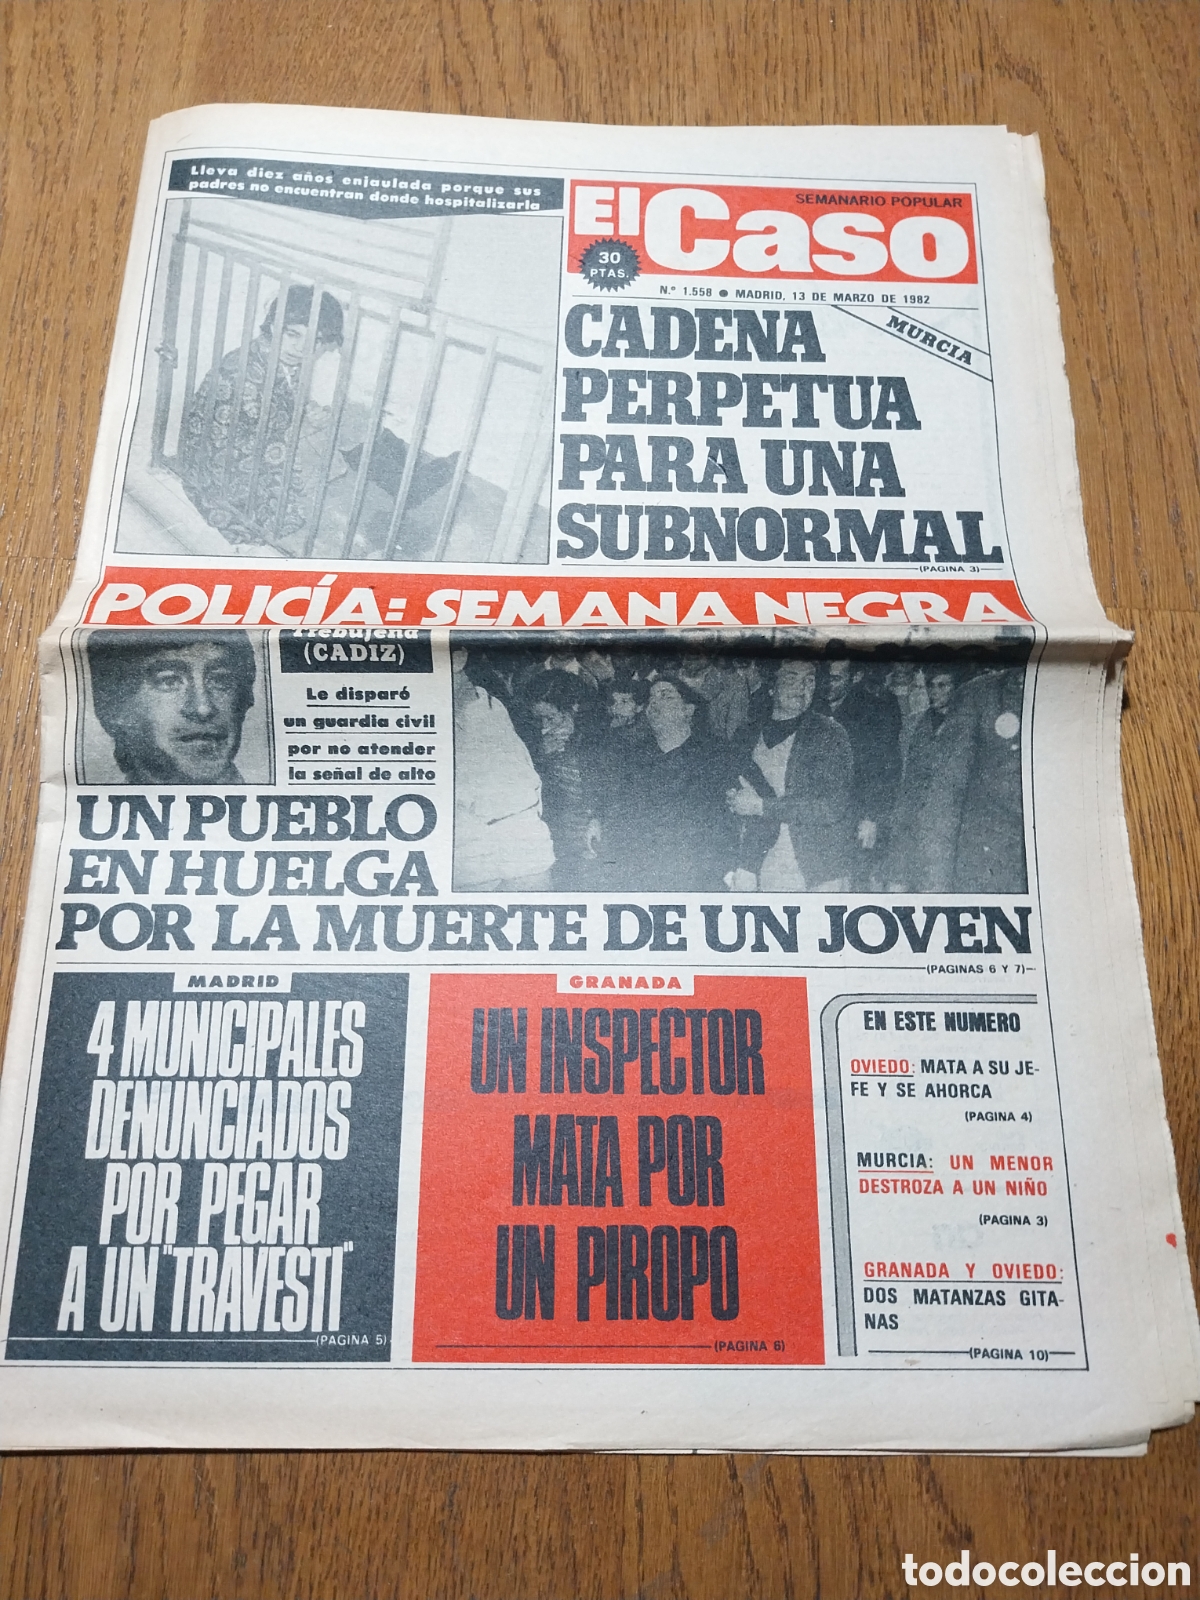 Lleva diez años enjaulada porque sus
padres no encuentran donde hospitalizarla
SEMANARIO POPULAR
El Caso
30
PTAS.
N.º 1.558 ● MADRID, 13 DE MARZO DE 1982
MURCIA
CADENA
PERPETUA
PARA UNA
SUBNORMAL
(PAGINA 3)
POLICÍA: SEMANA NEGRA
Trebujena
(CADIZ)
Le disparó
un guardia civil
por no atender
la señal de alto
UN PUEBLO
EN HUELGA
POR LA MUERTE DE UN JOVEN
(PAGINAS 6 Y 7)
MADRID
4 MUNICIPALES
DENUNCIADOS
POR PEGAR
A UN "TRAVESTI"
(PAGINA 5)
GRANADA
UN INSPECTOR
MATA POR
UN PIROPO
(PAGINA 6)
EN ESTE NUMERO
OVIEDO: MATA A SU JE-
FE Y SE AHORCA
(PAGINA 4)
MURCIA: UN MENOR
DESTROZA A UN NIÑO
(PAGINA 3)
GRANADA Y OVIEDO:
DOS MATANZAS GITA-
NAS
(PAGINA 10)
todocoleccion